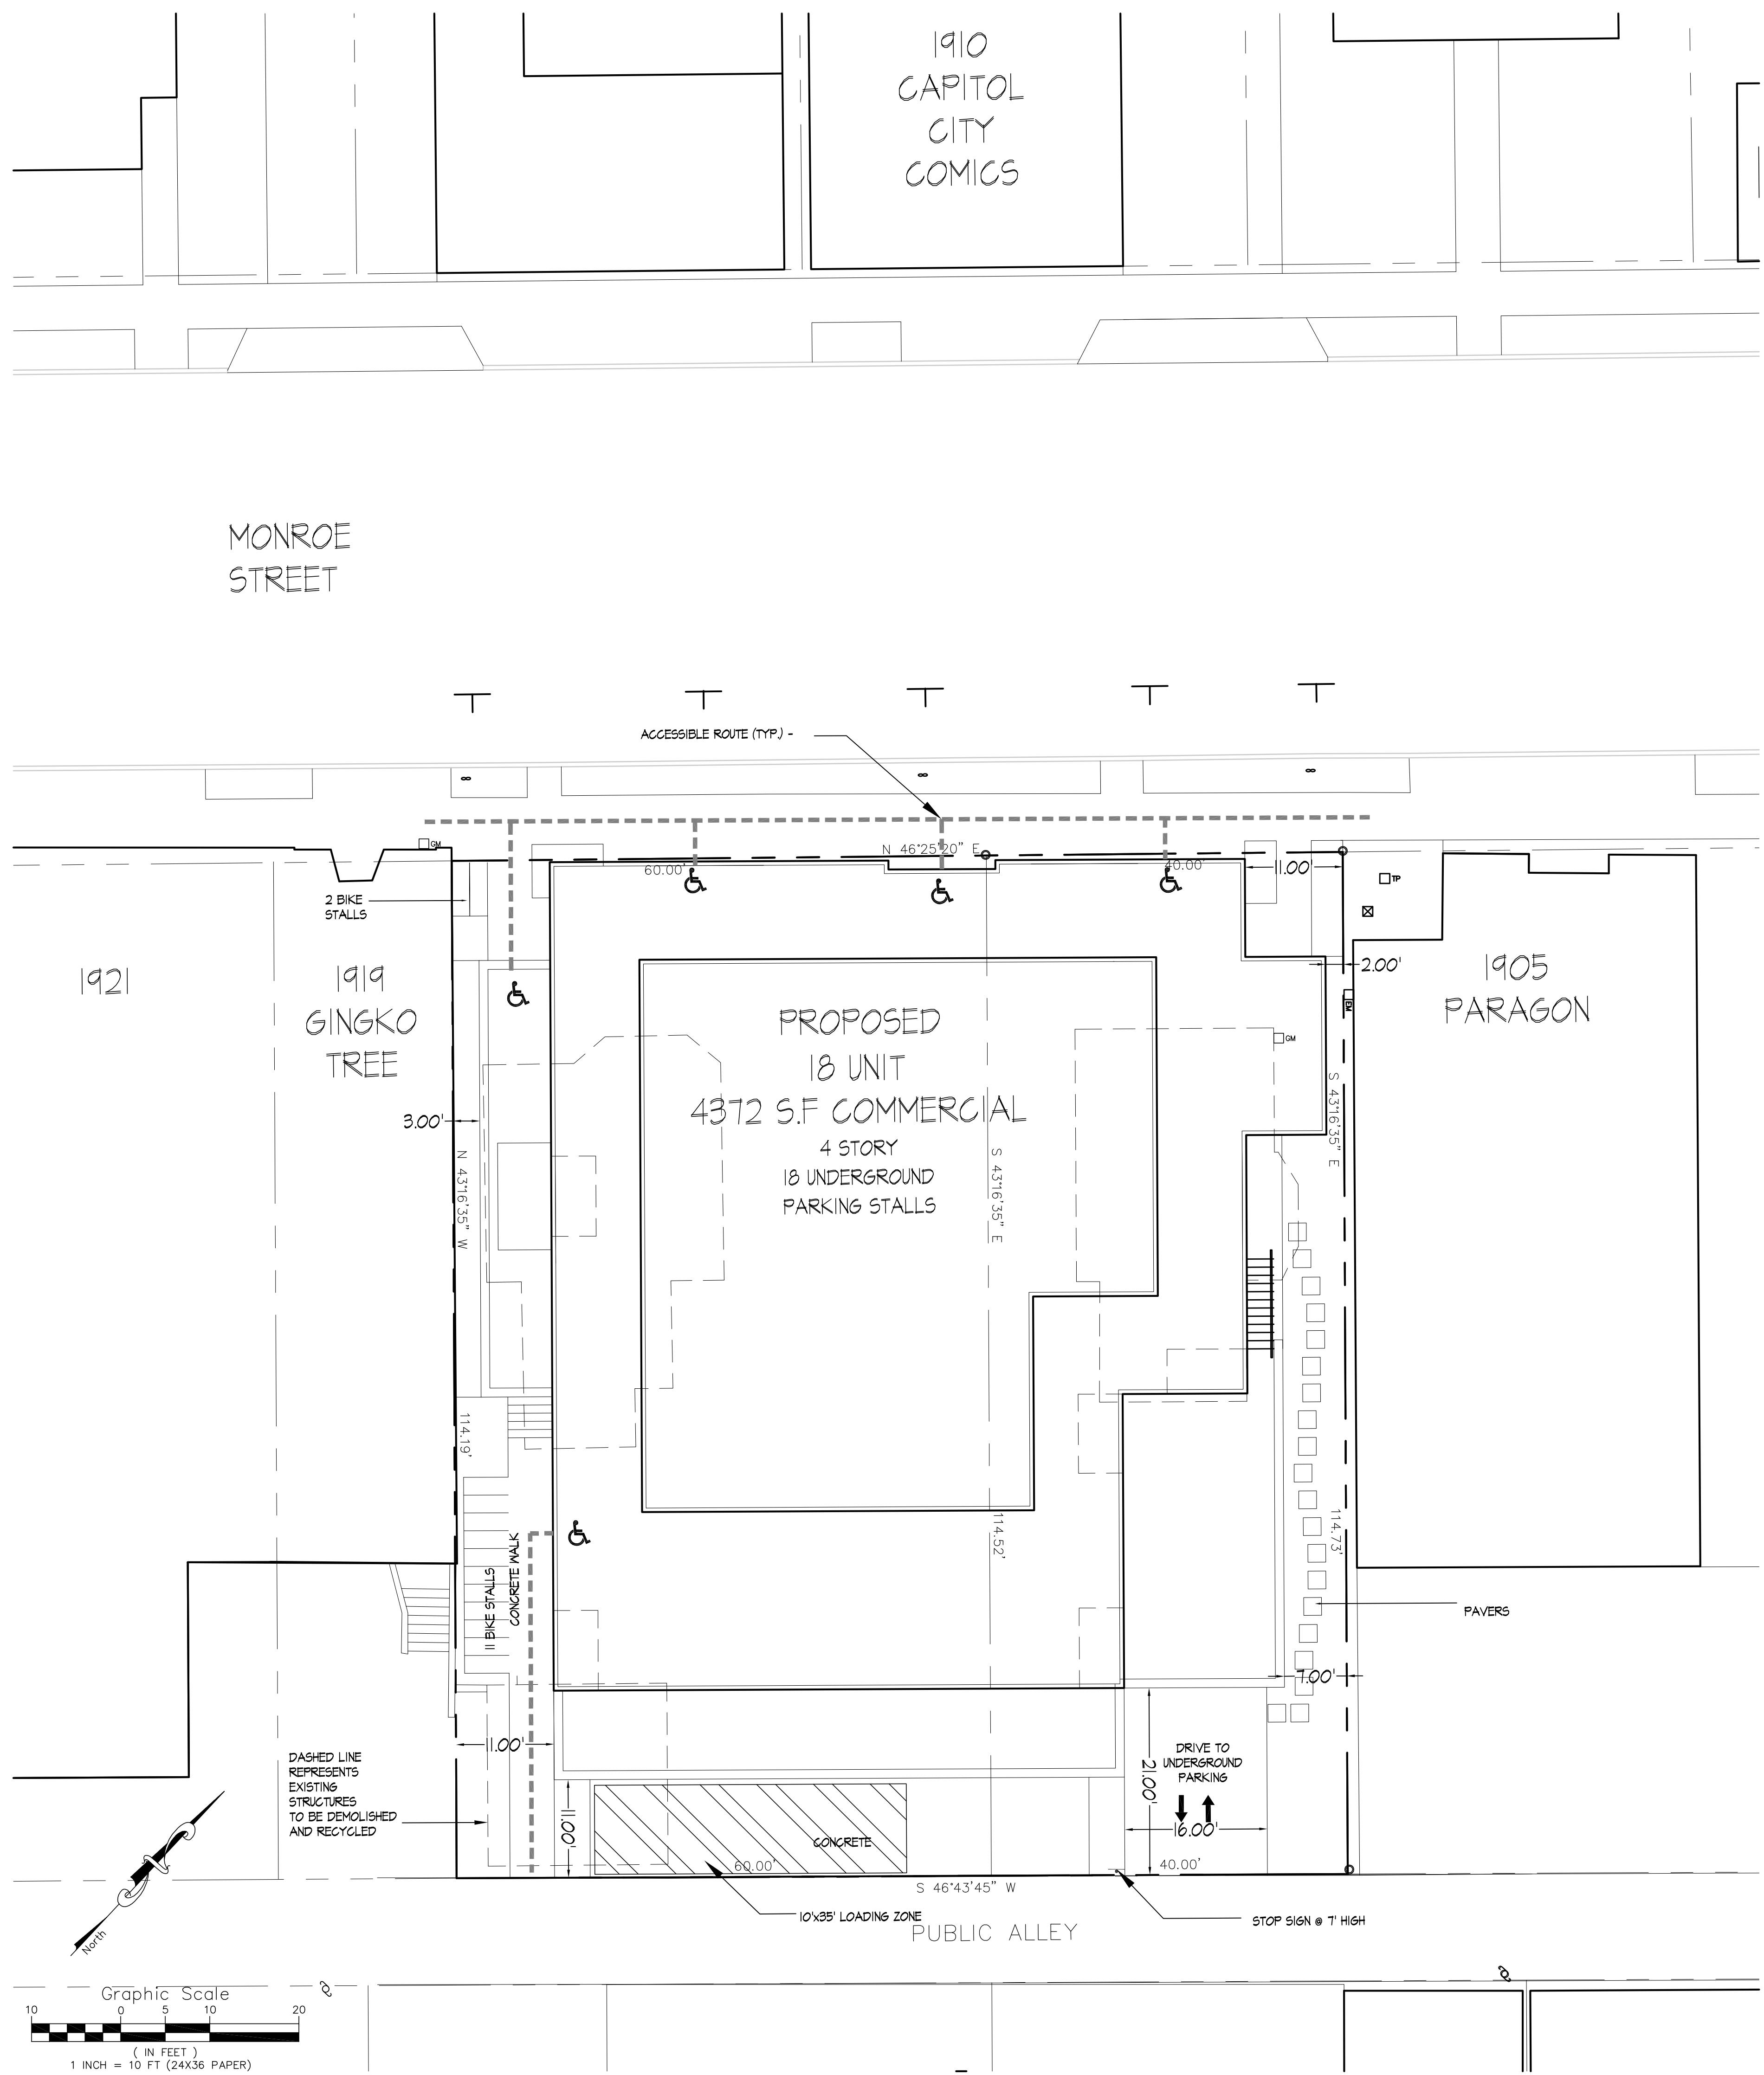 1910
CAPITOL
CITY
COMICS
MONROE
STREET
ACCESSIBLE ROUTE (TYP.) -
GM
N 46°25'20" E
60.00'
40.00'
11.00'
TP
2 BIKE
STALLS
1921
1919
GINGKO
TREE
2.00'
1905
PARAGON
EM
PROPOSED
18 UNIT
4372 S.F COMMERCIAL
4 STORY
18 UNDERGROUND
PARKING STALLS
GM
3.00'
N 43°16'35" W
S 43°16'35" E
S 43°16'35" E
114.19'
114.52'
114.73'
11 BIKE STALLS
CONCRETE WALK
PAVERS
7.00'
11.00'
DASHED LINE
REPRESENTS
EXISTING
STRUCTURES
TO BE DEMOLISHED
AND RECYCLED
DRIVE TO
UNDERGROUND
PARKING
21.00'
11.00'
16.00'
CONCRETE
60.00'
40.00'
S 46°43'45" W
10'x35' LOADING ZONE
STOP SIGN @ 7' HIGH
PUBLIC ALLEY
North
Graphic Scale
10 0 5 10 20
( IN FEET )
1 INCH = 10 FT (24X36 PAPER)